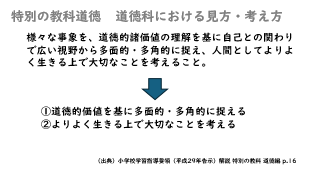 特別の教科道徳　道徳科における見方・考え方
様々な事象を、道徳的諸価値の理解を基に自己との関わり
で広い視野から多面的・多角的に捉え、人間としてよりよ
く生きる上で大切なことを考えること。
①道徳的価値を基に多面的・多角的に捉える
②よりよく生きる上で大切なことを考える
（出典）小学校学習指導要領（平成29年告示）解説 特別の教科 道徳編 p.16